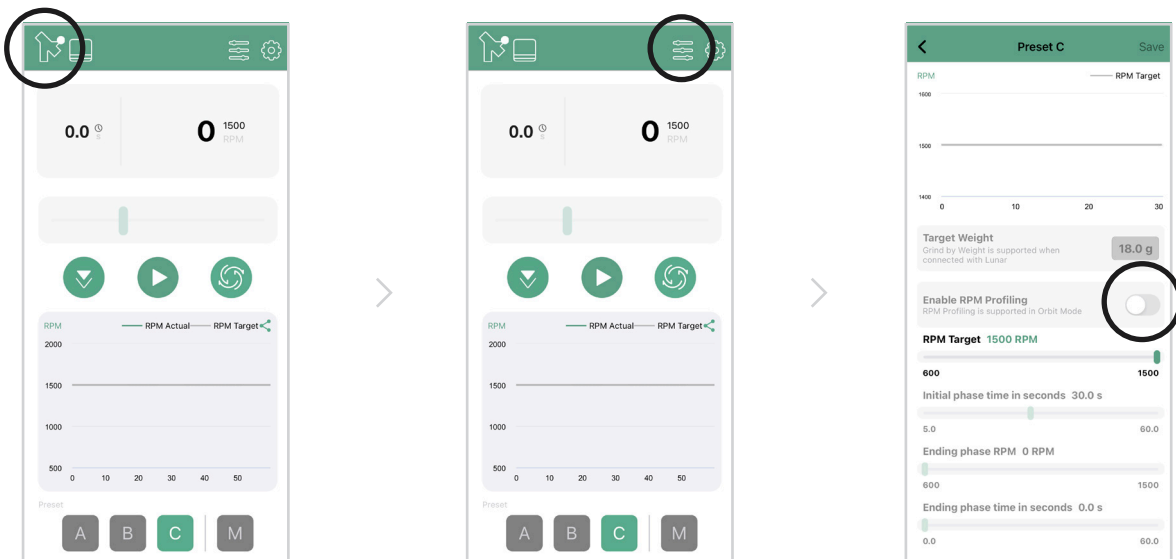 0.0 s
0 1500
RPM
RPM RPM Actual RPM Target
2000
1500
1000
500
0 10 20 30 40 50
Preset
A B C M
0.0 s
0 1500
RPM
RPM RPM Actual RPM Target
2000
1500
1000
500
0 10 20 30 40 50
Preset
A B C M
Preset C Save
RPM RPM Target
1600
1500
1400
0 10 20 30
Target Weight
Grind by Weight is supported when
connected with Lunar
18.0 g
Enable RPM Profiling
RPM Profiling is supported in Orbit Mode
RPM Target 1500 RPM
600 1500
Initial phase time in seconds 30.0 s
5.0 60.0
Ending phase RPM 0 RPM
600 1500
Ending phase time in seconds 0.0 s
0.0 60.0